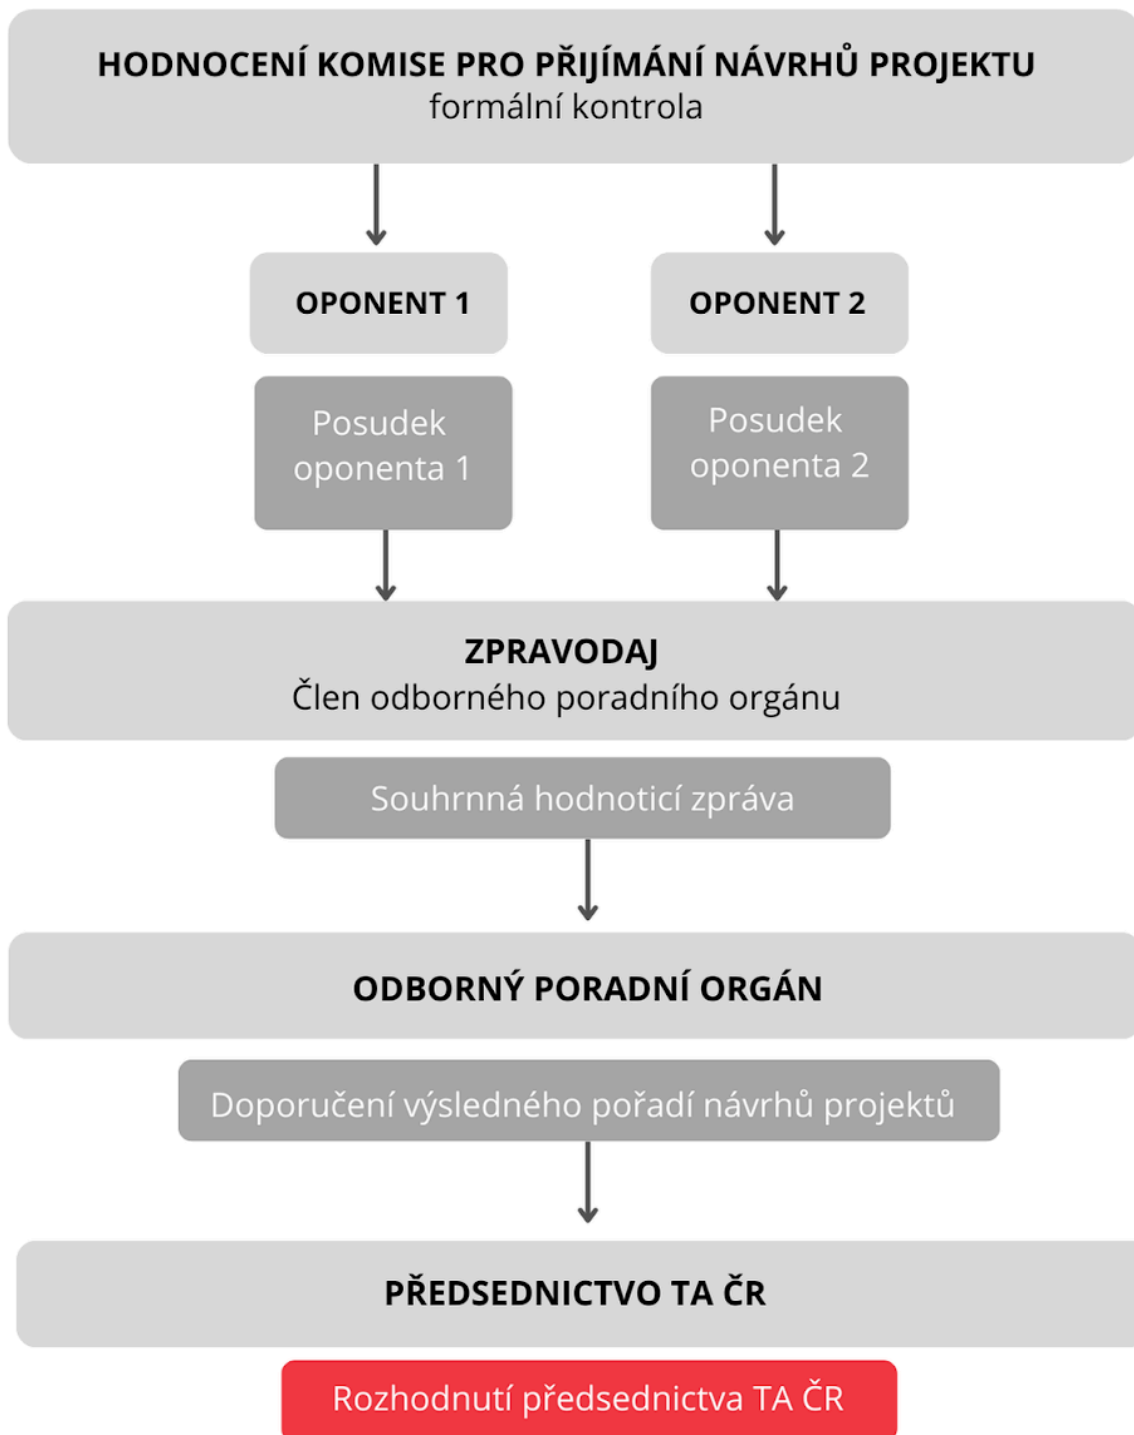 HODNOCENÍ KOMISE PRO PŘIJÍMÁNÍ NÁVRHŮ PROJEKTU
formální kontrola
OPONENT 1
OPONENT 2
Posudek
oponenta 1
Posudek
oponenta 2
ZPRAVODAJ
Člen odborného poradního orgánu
Souhrnná hodnoticí zpráva
ODBORNÝ PORADNÍ ORGÁN
Doporučení výsledného pořadí návrhů projektů
PŘEDSEDNICTVO TA ČR
Rozhodnutí předsednictva TA ČR